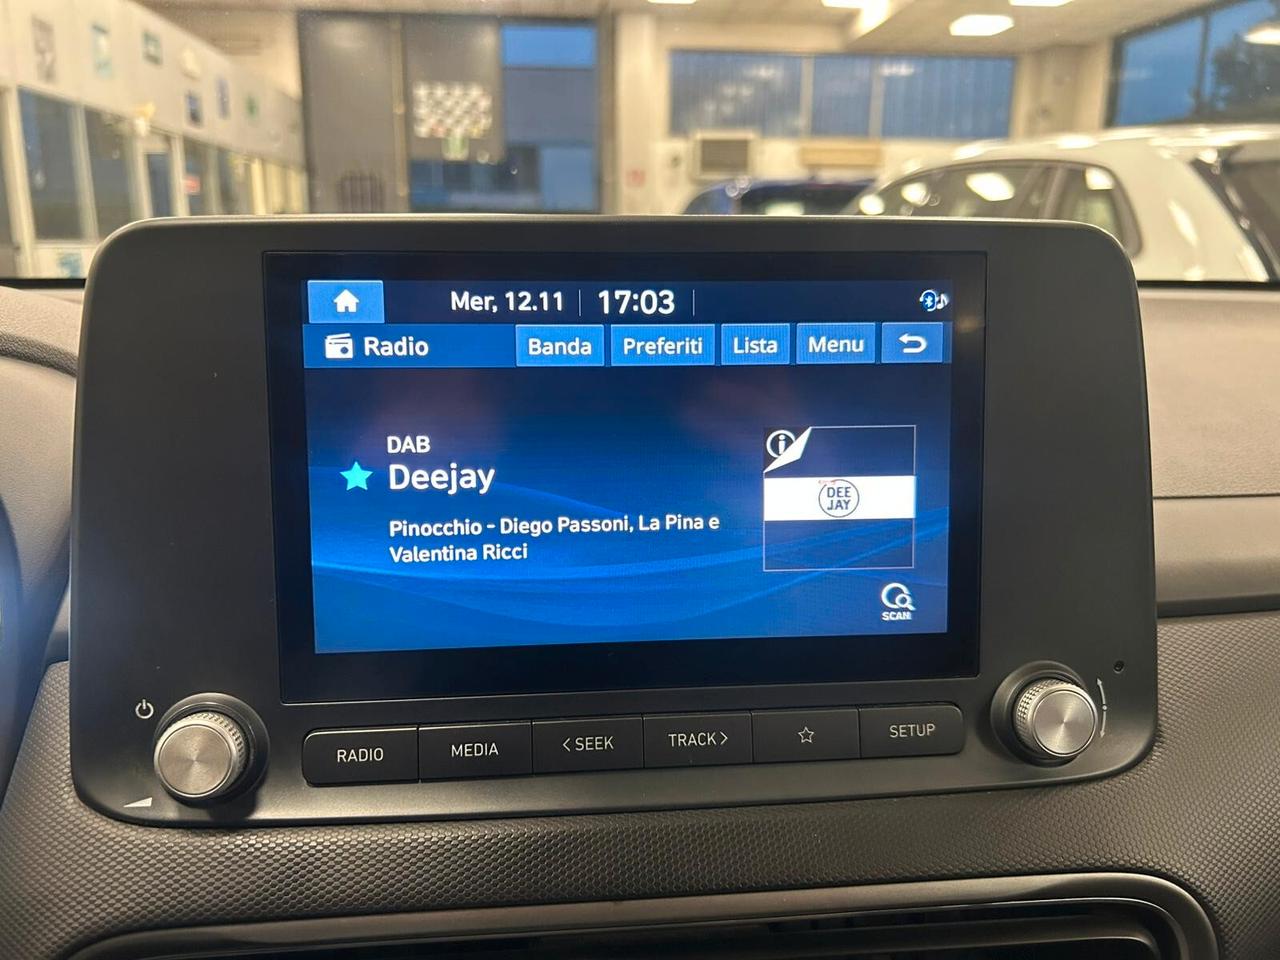 Mer, 12.11 17:03
Radio Banda Preferiti Lista Menu
DAB
Deejay
Pinocchio - Diego Passoni, La Pina e
Valentina Ricci
DEE
JAY
SCAN
RADIO MEDIA <SEEK TRACK> SETUP